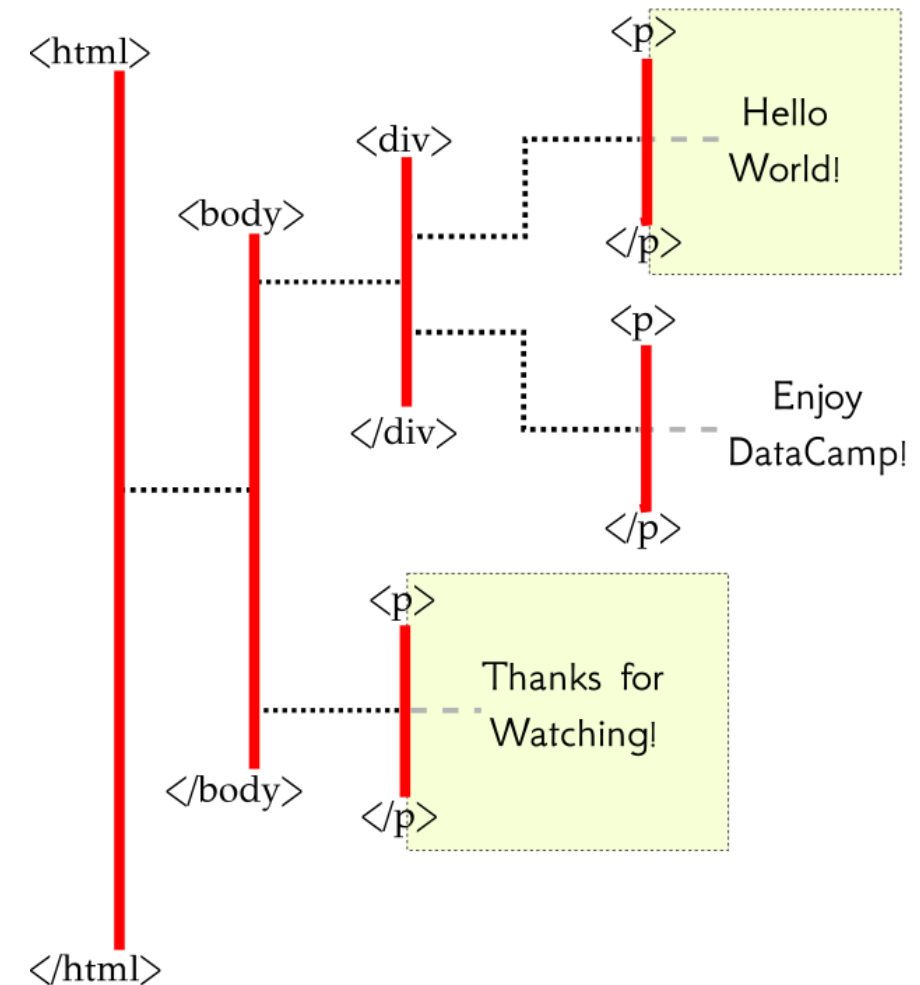 <html>
<body>
<div>
<p>
Hello
World!
</p>
<p>
Enjoy
DataCamp!
</p>
</div>
<p>
Thanks for
Watching!
</p>
</body>
</html>